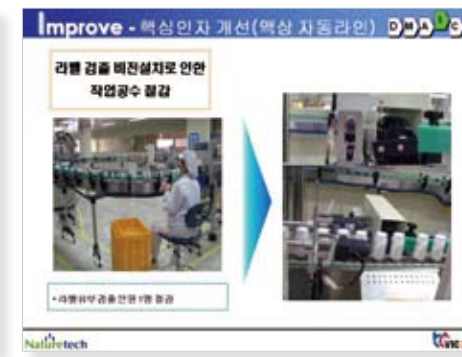 Improve - 핵심인자 개선(액상 자동라인)
D M A I C
라벨 검출 비젼설치로 인한
작업공수 절감
• 라벨유무 검출 인원 1명 절감
Naturetech